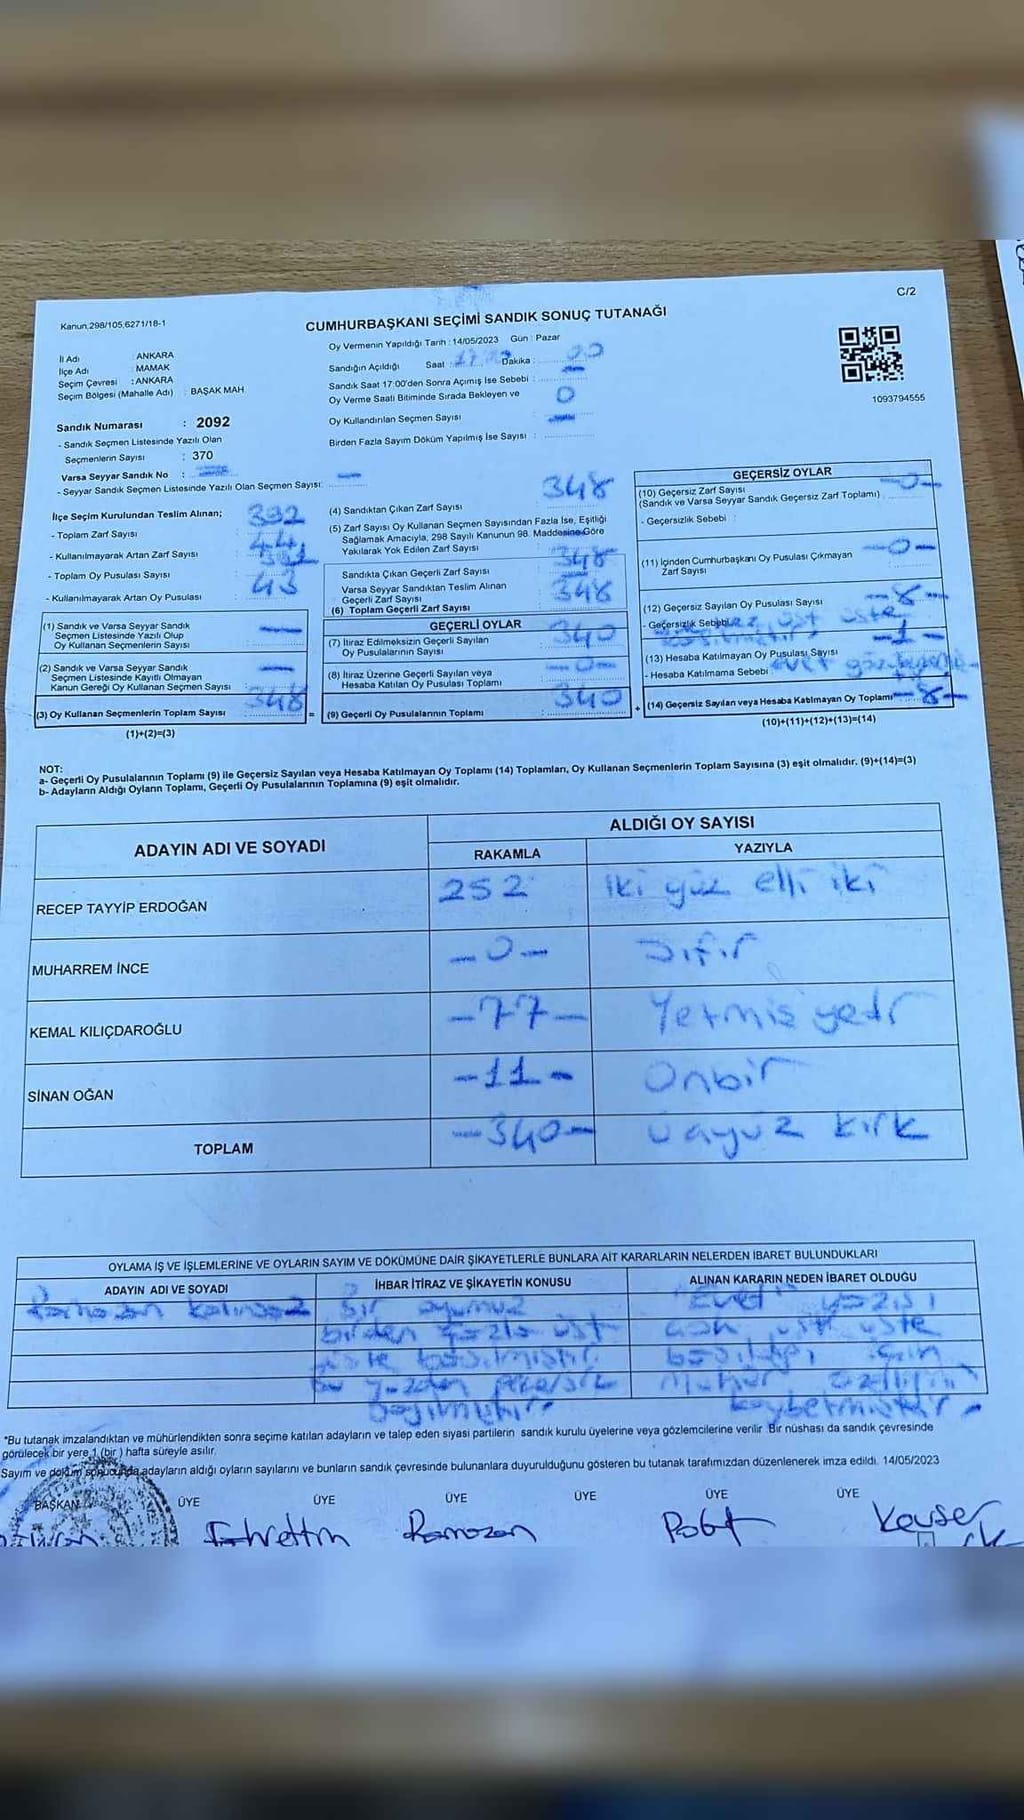 C/2
Kanun.298/105,6271/18-1
CUMHURBAŞKANI SEÇİMİ SANDIK SONUÇ TUTANAĞI
İl Adı : ANKARA
İlçe Adı : MAMAK
Seçim Çevresi : ANKARA
Seçim Bölgesi (Mahalle Adı) : BAŞAK MAH
Oy Vermenin Yapıldığı Tarih : 14/05/2023 Gün : Pazar
Sandığın Açıldığı Saat : Dakika :
Sandık Saat 17:00'den Sonra Açımış İse Sebebi :
Oy Verme Saati Bitiminde Sırada Bekleyen ve
Oy Kullandırılan Seçmen Sayısı 0
Birden Fazla Sayım Döküm Yapılmış İse Sayısı :
1093794555
Sandık Numarası : 2092
- Sandık Seçmen Listesinde Yazılı Olan
Seçmenlerin Sayısı : 370
Varsa Seyyar Sandık No :
- Seyyar Sandık Seçmen Listesinde Yazılı Olan Seçmen Sayısı: —
İlçe Seçim Kurulundan Teslim Alınan;
- Toplam Zarf Sayısı : 392
- Kullanılmayarak Artan Zarf Sayısı : 44
- Toplam Oy Pusulası Sayısı :
- Kullanılmayarak Artan Oy Pusulası : 43
(1) Sandık ve Varsa Seyyar Sandık
Seçmen Listesinde Yazılı Olup
Oy Kullanan Seçmenlerin Sayısı —
(2) Sandık ve Varsa Seyyar Sandık
Seçmen Listesinde Kayıtlı Olmayan
Kanun Gereği Oy Kullanan Seçmen Sayısı —
(3) Oy Kullanan Seçmenlerin Toplam Sayısı 348
(1)+(2)=(3)
(4) Sandıktan Çıkan Zarf Sayısı 348
(5) Zarf Sayısı Oy Kullanan Seçmen Sayısından Fazla İse, Eşitliği
Sağlamak Amacıyla, 298 Sayılı Kanunun 98. Maddesine Göre
Yakılarak Yok Edilen Zarf Sayısı
Sandıkta Çıkan Geçerli Zarf Sayısı 348
Varsa Seyyar Sandıktan Teslim Alınan
Geçerli Zarf Sayısı
(6) Toplam Geçerli Zarf Sayısı 348
GEÇERLİ OYLAR
(7) İtiraz Edilmeksizin Geçerli Sayılan
Oy Pusulalarının Sayısı 340
(8) İtiraz Üzerine Geçerli Sayılan veya
Hesaba Katılan Oy Pusulası Toplamı -0-
(9) Geçerli Oy Pusulalarının Toplamı 340
GEÇERSİZ OYLAR
(10) Geçersiz Zarf Sayısı
(Sandık ve Varsa Seyyar Sandık Geçersiz Zarf Toplamı) -0-
- Geçersizlik Sebebi :
(11) İçinden Cumhurbaşkanı Oy Pusulası Çıkmayan
Zarf Sayısı -0-
(12) Geçersiz Sayılan Oy Pusulası Sayısı -8-
- Geçersizlik Sebebi üst üste
(13) Hesaba Katılmayan Oy Pusulası Sayısı -1-
- Hesaba Katılmama Sebebi : evet
(14) Geçersiz Sayılan veya Hesaba Katılmayan Oy Toplamı -8-
(10)+(11)+(12)+(13)=(14)
NOT:
a- Geçerli Oy Pusulalarının Toplamı (9) ile Geçersiz Sayılan veya Hesaba Katılmayan Oy Toplamı (14) Toplamları, Oy Kullanan Seçmenlerin Toplam Sayısına (3) eşit olmalıdır. (9)+(14)=(3)
b- Adayların Aldığı Oyların Toplamı, Geçerli Oy Pusulalarının Toplamına (9) eşit olmalıdır.
ADAYIN ADI VE SOYADI
ALDIĞI OY SAYISI
RAKAMLA YAZIYLA
RECEP TAYYİP ERDOĞAN 252 iki yüz elli iki
MUHARREM İNCE -0- Sıfır
KEMAL KILIÇDAROĞLU -77- Yetmiş yedi
SİNAN OĞAN -11- Onbir
TOPLAM -340- üçyüz kırk
OYLAMA İŞ VE İŞLEMLERİNE VE OYLARIN SAYIM VE DÖKÜMÜNE DAİR ŞİKAYETLERLE BUNLARA AİT KARARLARIN NELERDEN İBARET BULUNDUKLARI
ADAYIN ADI VE SOYADI İHBAR İTİRAZ VE ŞİKAYETİN KONUSU ALINAN KARARIN NEDEN İBARET OLDUĞU
Ramazan Bir oyumuz Evet yazısı
birden fazla üst çok üst üste
üste basılmıştır. basıldığı için
Bu yüzden mühür özelliğini
kaybetmiştir.
*Bu tutanak imzalandıktan ve mühürlendikten sonra seçime katılan adayların ve talep eden siyasi partilerin sandık kurulu üyelerine veya gözlemcilerine verilir. Bir nüshası da sandık çevresinde
görülecek bir yere 1 (bir ) hafta süreyle asılır.
Sayım ve döküm sonucunda adayların aldığı oyların sayılarını ve bunların sandık çevresinde bulunanlara duyurulduğunu gösteren bu tutanak tarafımızdan düzenlenerek imza edildi. 14/05/2023
BAŞKAN ÜYE ÜYE ÜYE ÜYE ÜYE ÜYE
Fahrettin Ramazan Polat Kevser